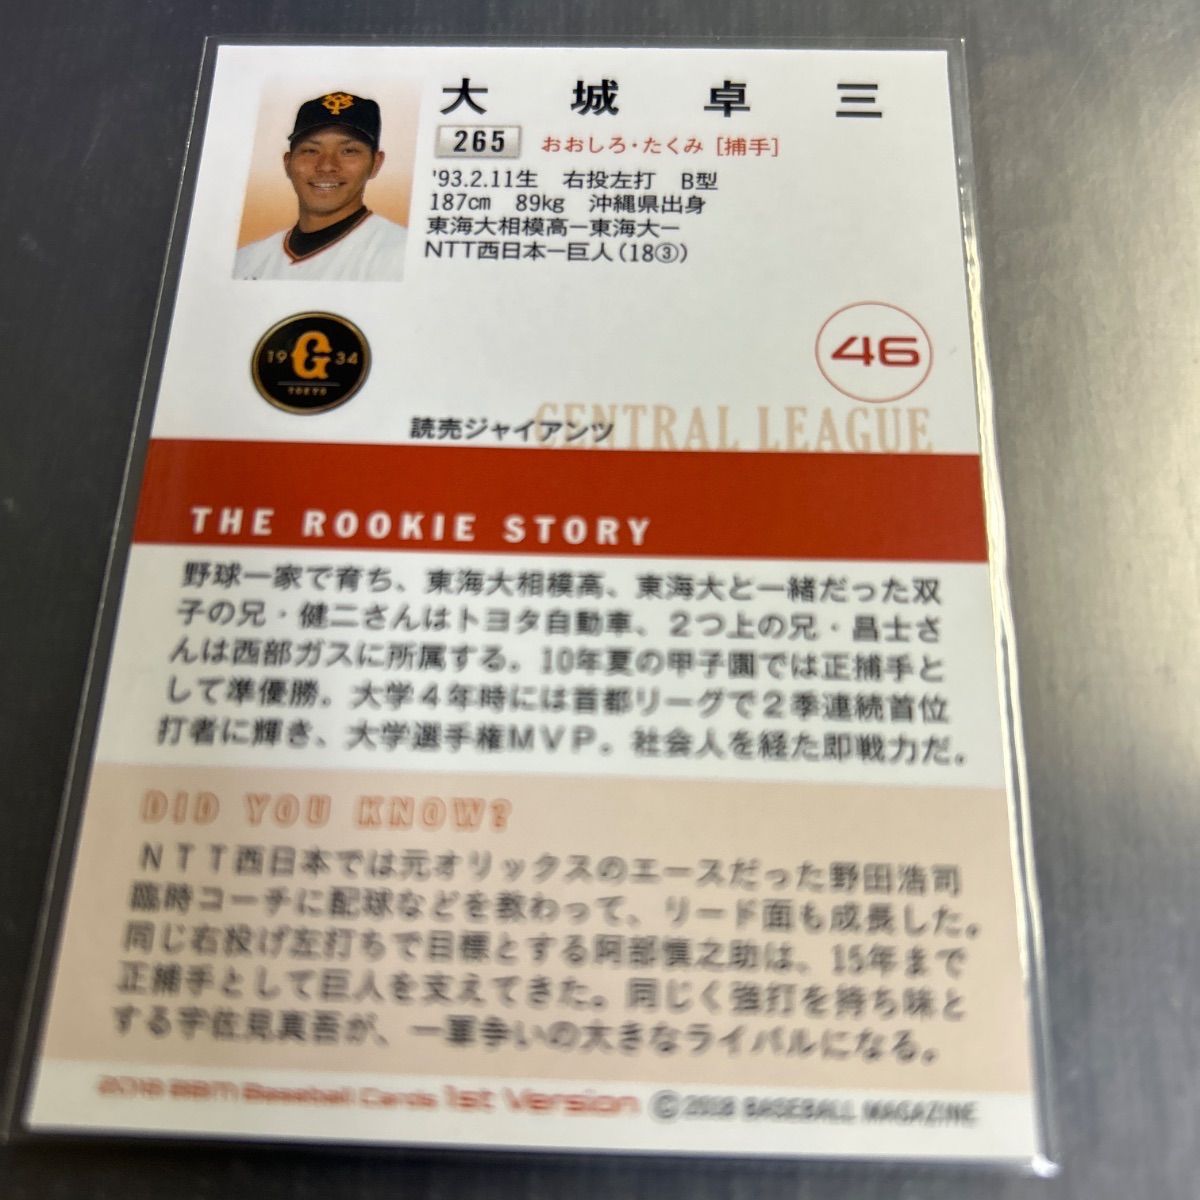 大城卓三
265 おおしろ・たくみ [捕手]
'93.2.11生 右投左打 B型
187cm 89kg 沖縄県出身
東海大相模高ー東海大ー
NTT西日本ー巨人(18③)
19 G 34
TOKYO
46
CENTRAL LEAGUE
読売ジャイアンツ
THE ROOKIE STORY
野球一家で育ち、東海大相模高、東海大と一緒だった双
子の兄・健二さんはトヨタ自動車、2つ上の兄・昌士さ
んは西部ガスに所属する。10年夏の甲子園では正捕手と
して準優勝。大学4年時には首都リーグで2季連続首位
打者に輝き、大学選手権MVP。社会人を経た即戦力だ。
DID YOU KNOW?
NTT西日本では元オリックスのエースだった野田浩司
臨時コーチに配球などを教わって、リード面も成長した。
同じ右投げ左打ちで目標とする阿部慎之助は、15年まで
正捕手として巨人を支えてきた。同じく強打を持ち味と
する宇佐見真吾が、一軍争いの大きなライバルになる。
2018 BBM Baseball Cards 1st Version © 2018 BASEBALL MAGAZINE